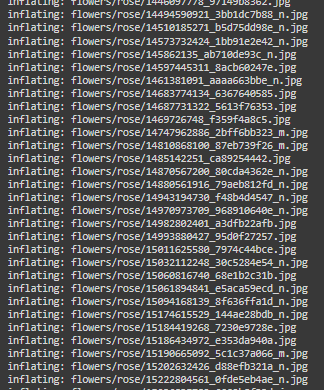 inflating: flowers/rose/1446097778_97149b8362.jpg
inflating: flowers/rose/14494590921_3bb1dc7b88_n.jpg
inflating: flowers/rose/14510185271_b5d75dd98e_n.jpg
inflating: flowers/rose/14573732424_1bb91e2e42_n.jpg
inflating: flowers/rose/145862135_ab710de93c_n.jpg
inflating: flowers/rose/14597445311_8acb60247e.jpg
inflating: flowers/rose/1461381091_aaaa663bbe_n.jpg
inflating: flowers/rose/14683774134_6367640585.jpg
inflating: flowers/rose/14687731322_5613f76353.jpg
inflating: flowers/rose/1469726748_f359f4a8c5.jpg
inflating: flowers/rose/14747962886_2bff6bb323_m.jpg
inflating: flowers/rose/14810868100_87eb739f26_m.jpg
inflating: flowers/rose/1485142251_ca89254442.jpg
inflating: flowers/rose/14870567200_80cda4362e_n.jpg
inflating: flowers/rose/14880561916_79aeb812fd_n.jpg
inflating: flowers/rose/14943194730_f48b4d4547_n.jpg
inflating: flowers/rose/14970973709_968910640e_n.jpg
inflating: flowers/rose/14982802401_a3dfb22afb.jpg
inflating: flowers/rose/14993880427_95d0f27257.jpg
inflating: flowers/rose/15011625580_7974c44bce.jpg
inflating: flowers/rose/15032112248_30c5284e54_n.jpg
inflating: flowers/rose/15060816740_68e1b2c31b.jpg
inflating: flowers/rose/15061894841_e5aca59ecd_n.jpg
inflating: flowers/rose/15094168139_8f636ffa1d_n.jpg
inflating: flowers/rose/15174615529_144ae28bdb_n.jpg
inflating: flowers/rose/15184419268_7230e9728e.jpg
inflating: flowers/rose/15186434972_e353da940a.jpg
inflating: flowers/rose/15190665092_5c1c37a066_m.jpg
inflating: flowers/rose/15202632426_d88efb321a_n.jpg
inflating: flowers/rose/15222804561_0fde5eb4ae_n.jpg